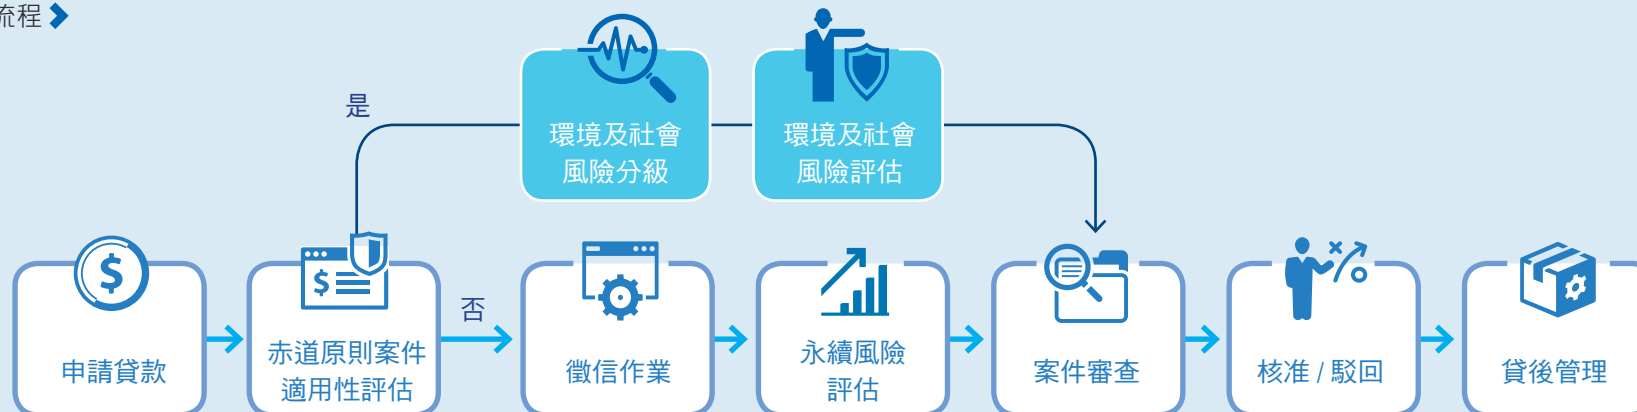 流程
是
環境及社會
風險分級
環境及社會
風險評估
否
申請貸款
赤道原則案件
適用性評估
徵信作業
永續風險
評估
案件審查
核准 / 駁回
貸後管理